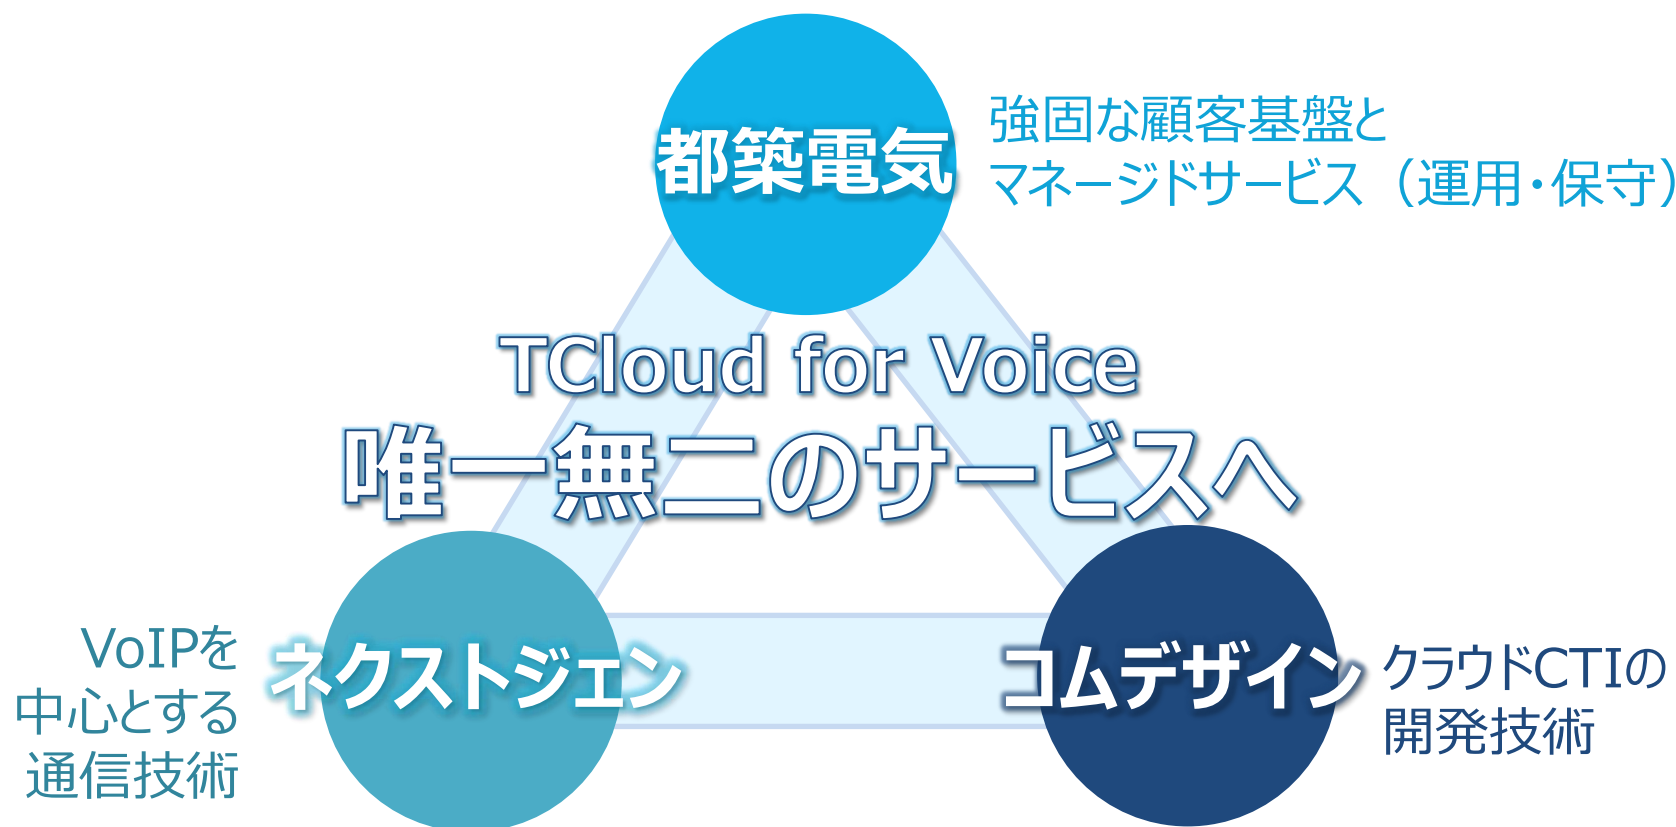 都築電気
強固な顧客基盤と
マネージドサービス（運用・保守）
TCloud for Voice
唯一無二のサービスへ
VoIPを
中心とする
通信技術
ネクストジェン
コムデザイン
クラウドCTIの
開発技術